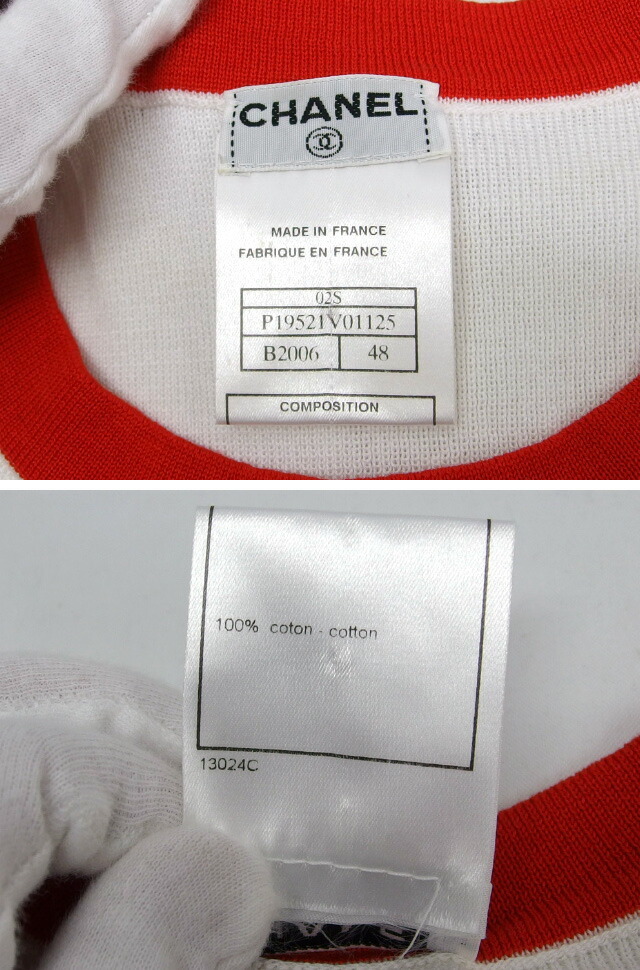 CHANEL
MADE IN FRANCE
FABRIQUE EN FRANCE
02S
P19521V01125
B2006 48
COMPOSITION
100% coton - cotton
13024C